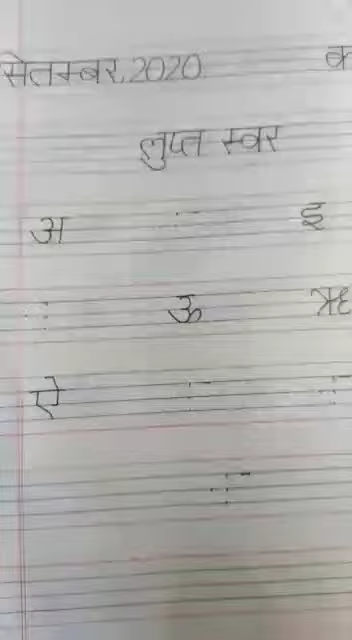 सितम्बर, 2020
लुप्त स्वर
अ इ
ऊ ऋ
ऐ